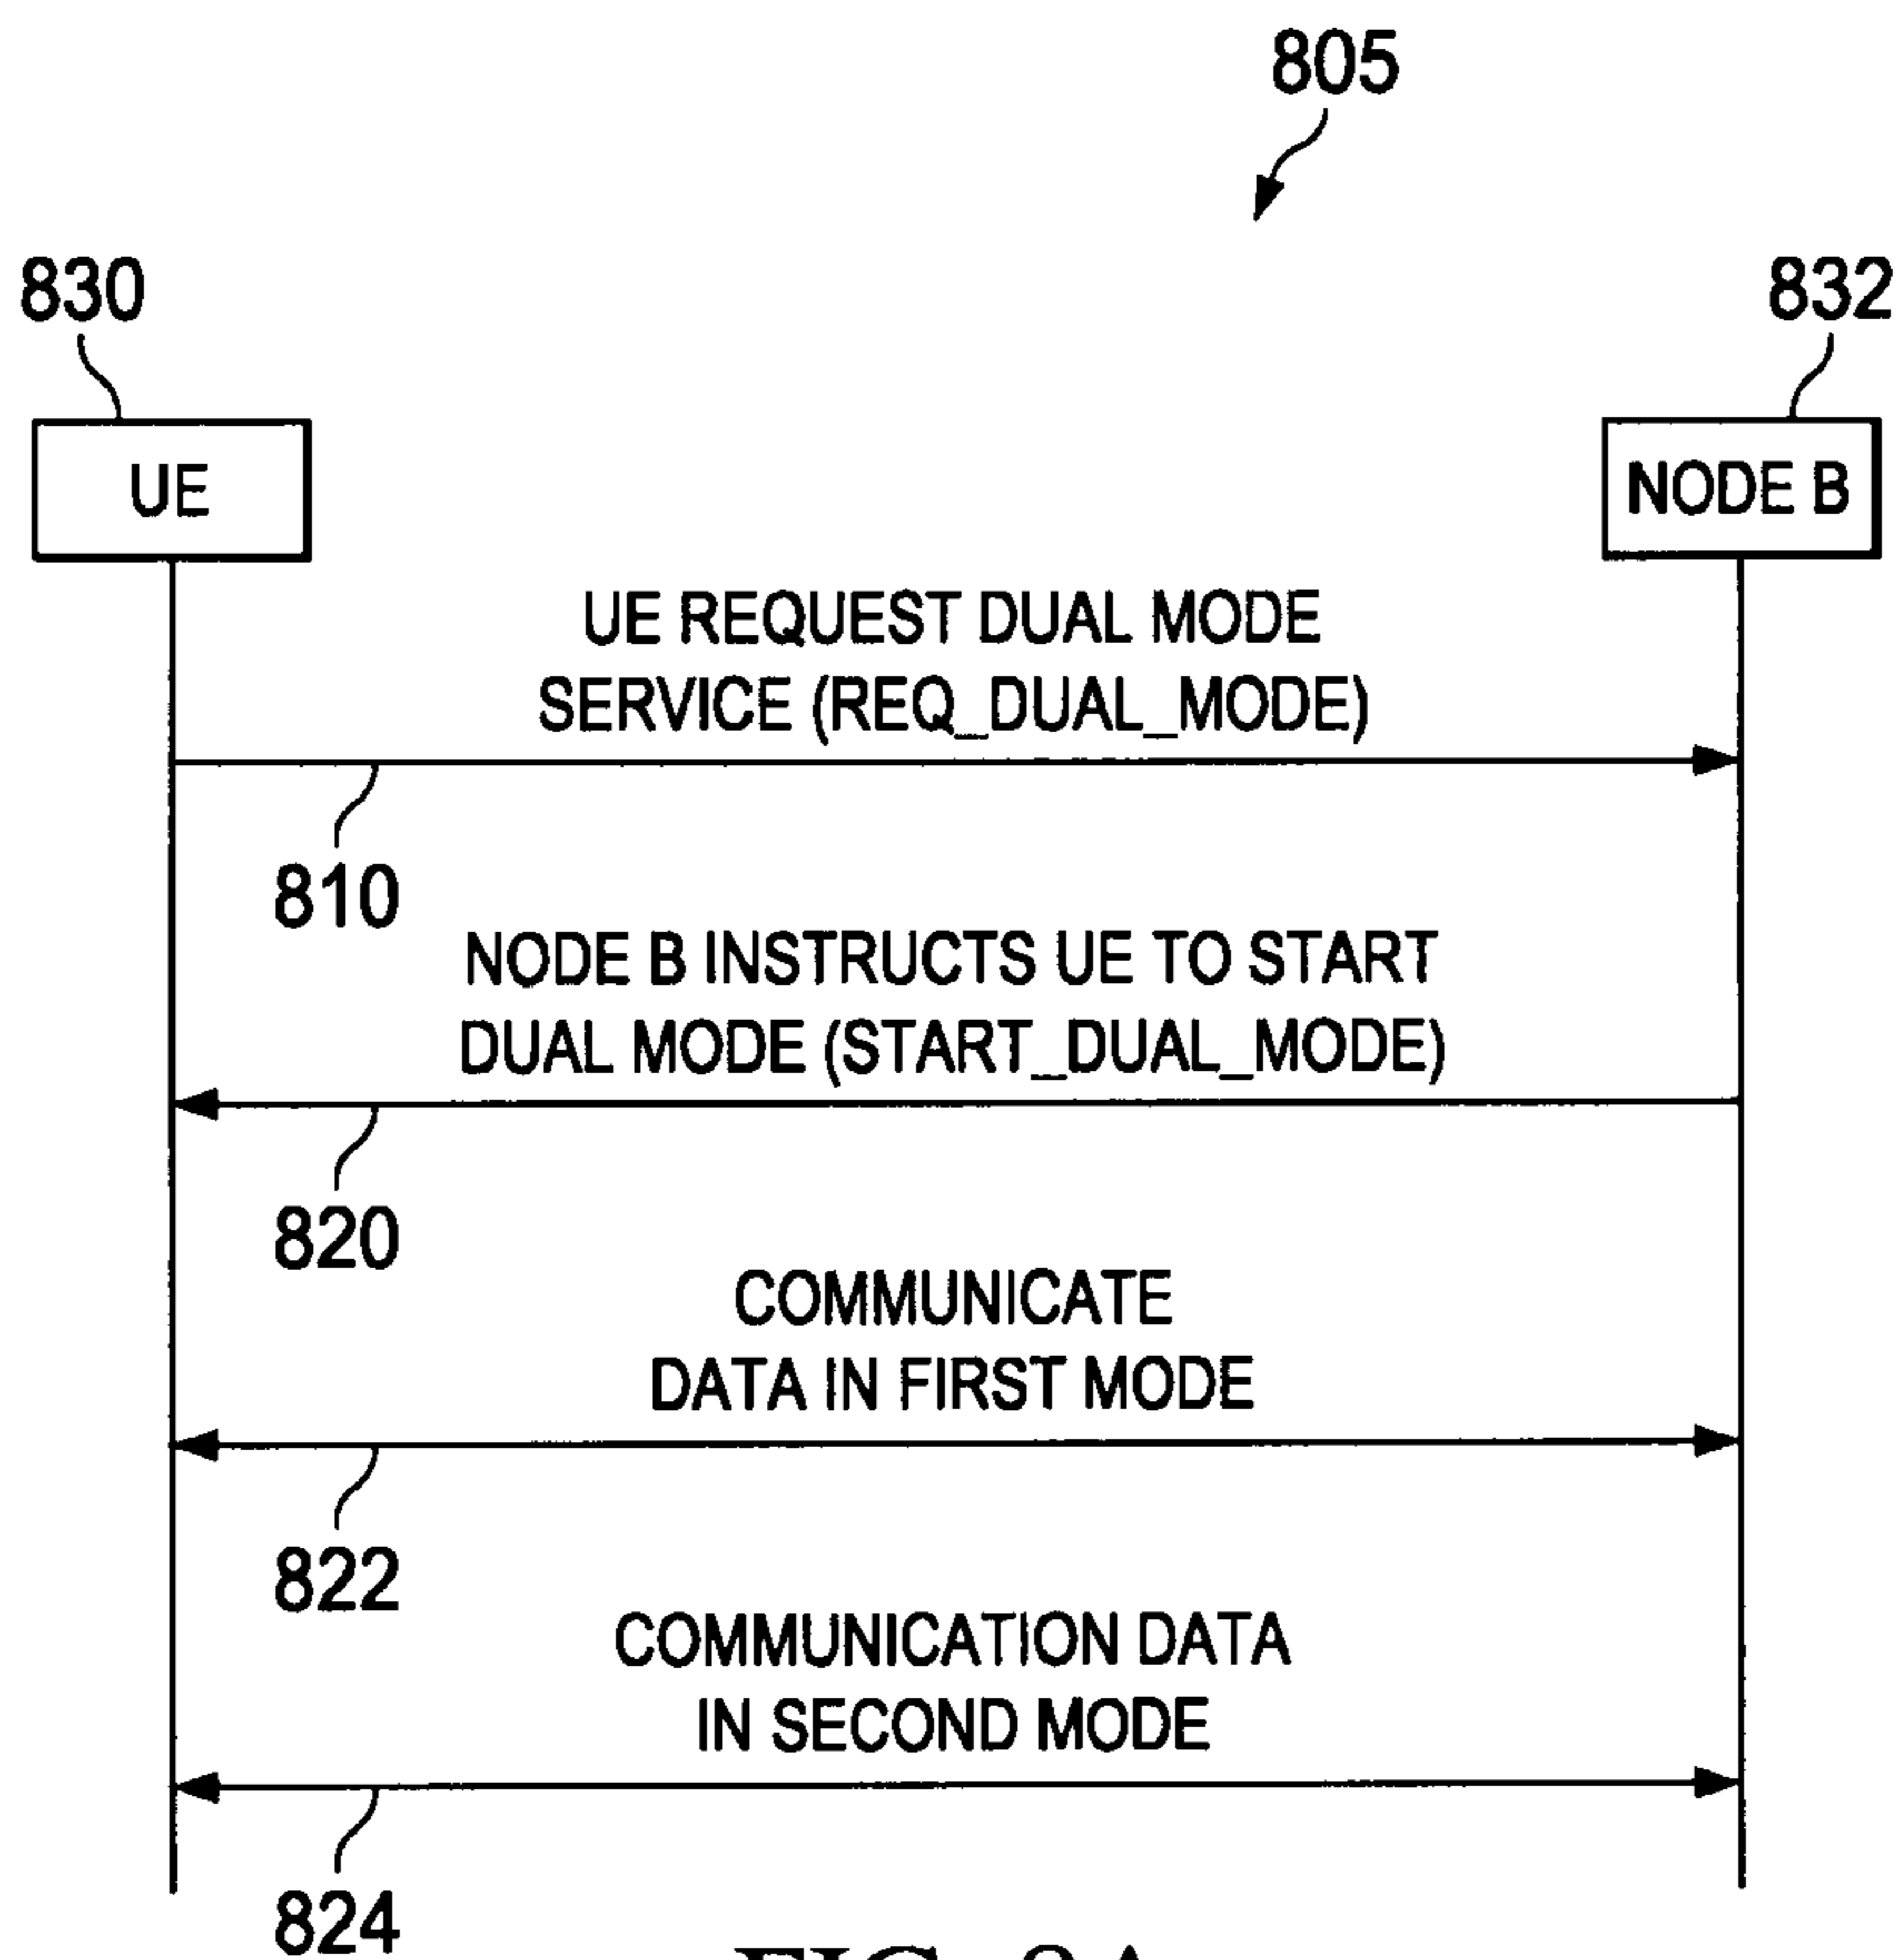 805
830
832
UE
NODE B
UE REQUEST DUAL MODE
SERVICE (REQ_DUAL_MODE)
810
NODE B INSTRUCTS UE TO START
DUAL MODE (START_DUAL_MODE)
820
COMMUNICATE
DATA IN FIRST MODE
822
COMMUNICATION DATA
IN SECOND MODE
824